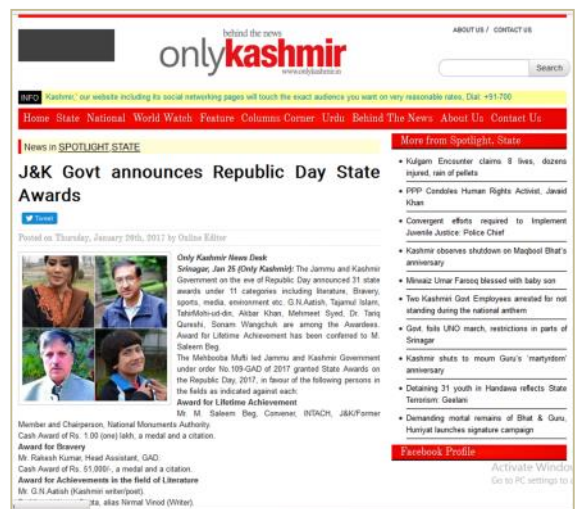 ABOUT US / CONTACT US
behind the news
onlykashmir
www.onlykashmir.in
Search
INFO Kashmir,' our website including its social networking pages will touch the exact audience you want on very reasonable rates, Dial: +91-700
Home State National World Watch Feature Columns Corner Urdu Behind The News About Us Contact Us
News in SPOTLIGHT,STATE
J&K Govt announces Republic Day State
Awards
Tweet
Posted on Thursday, January 26th, 2017 by Online Editor
Only Kashmir News Desk
Srinagar, Jan 25 (Only Kashmir): The Jammu and Kashmir
Government on the eve of Republic Day announced 31 state
awards under 11 categories including literature, Bravery,
sports, media, environment etc. G.N.Aatish, Tajamul Islam,
TahirMohi-ud-din, Akbar Khan, Mehmeet Syed, Dr. Tariq
Qureshi, Sonam Wangchuk are among the Awardees.
Award for Lifetime Achievement has been conferred to M.
Saleem Beg.
The Mehbooba Mufti led Jammu and Kashmir Government
under order No.109-GAD of 2017 granted State Awards on
the Republic Day, 2017, in favour of the following persons in
the fields as indicated against each:
Award for Lifetime Achievement
Mr. M. Saleem Beg, Convener, INTACH, J&K/Former
Member and Chairperson, National Monuments Authority.
Cash Award of Rs. 1.00 (one) lakh, a medal and a citation.
Award for Bravery
Mr. Rakesh Kumar, Head Assistant, GAD.
Cash Award of Rs. 51,000/-, a medal and a citation.
Award for Achievements in the field of Literature
Mr. G.N.Aatish (Kashmiri writer/poet).
alias Nirmal Vinod (Writer).
More from Spotlight, State
Kulgam Encounter claims 8 lives, dozens
injured, rain of pellets
PPP Condoles Human Rights Activist, Javaid
Khan
Convergent efforts required to Implement
Juvenile Justice: Police Chief
Kashmir observes shutdown on Maqbool Bhat's
anniversary
Mirwaiz Umar Farooq blessed with baby son
Two Kashmiri Govt Employees arrested for not
standing during the national anthem
Govt. foils UNO march, restrictions in parts of
Srinagar
Kashmir shuts to mourn Guru's 'martyrdom'
anniversary
Detaining 31 youth in Handawa reflects State
Terrorism: Geelani
Demanding mortal remains of Bhat & Guru,
Hurriyat launches signature campaign
Facebook Profile
Activate Window
Go to PC settings to a